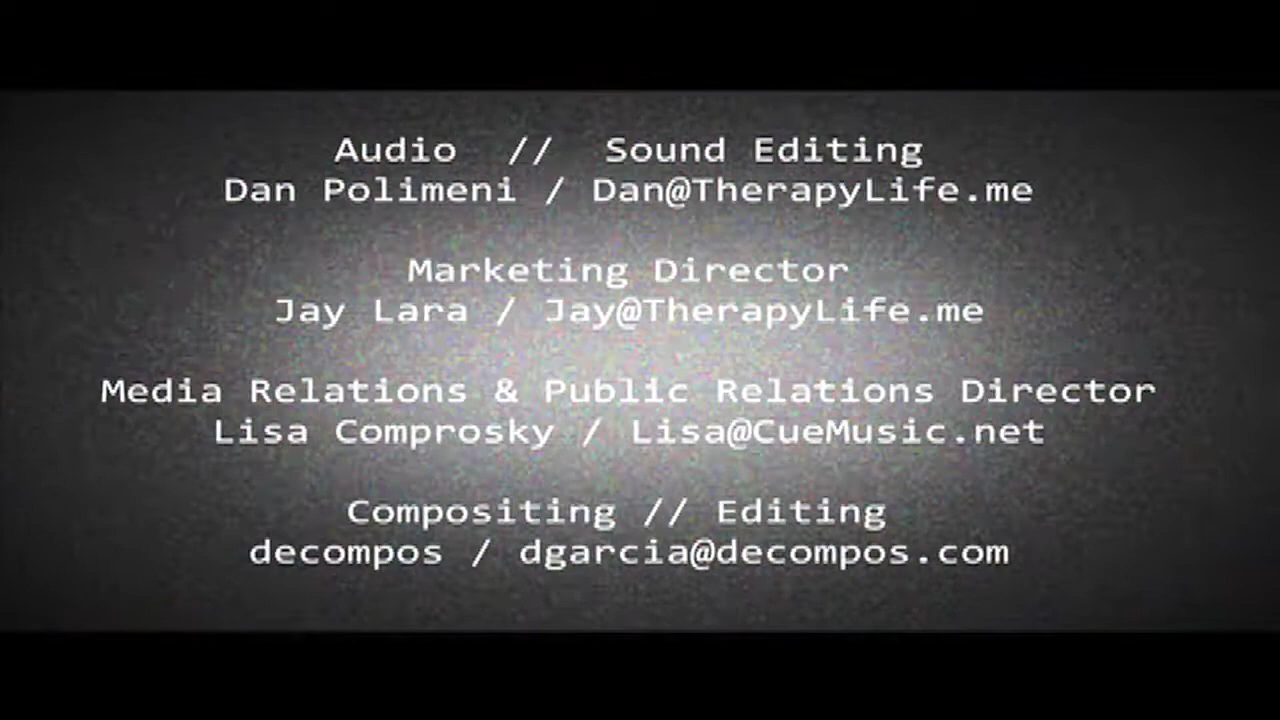 Audio  //  Sound Editing
Dan Polimeni / Dan@TherapyLife.me
Marketing Director
Jay Lara / Jay@TherapyLife.me
Media Relations & Public Relations Director
Lisa Comprosky / Lisa@CueMusic.net
Compositing // Editing
decompos / dgarcia@decompos.com